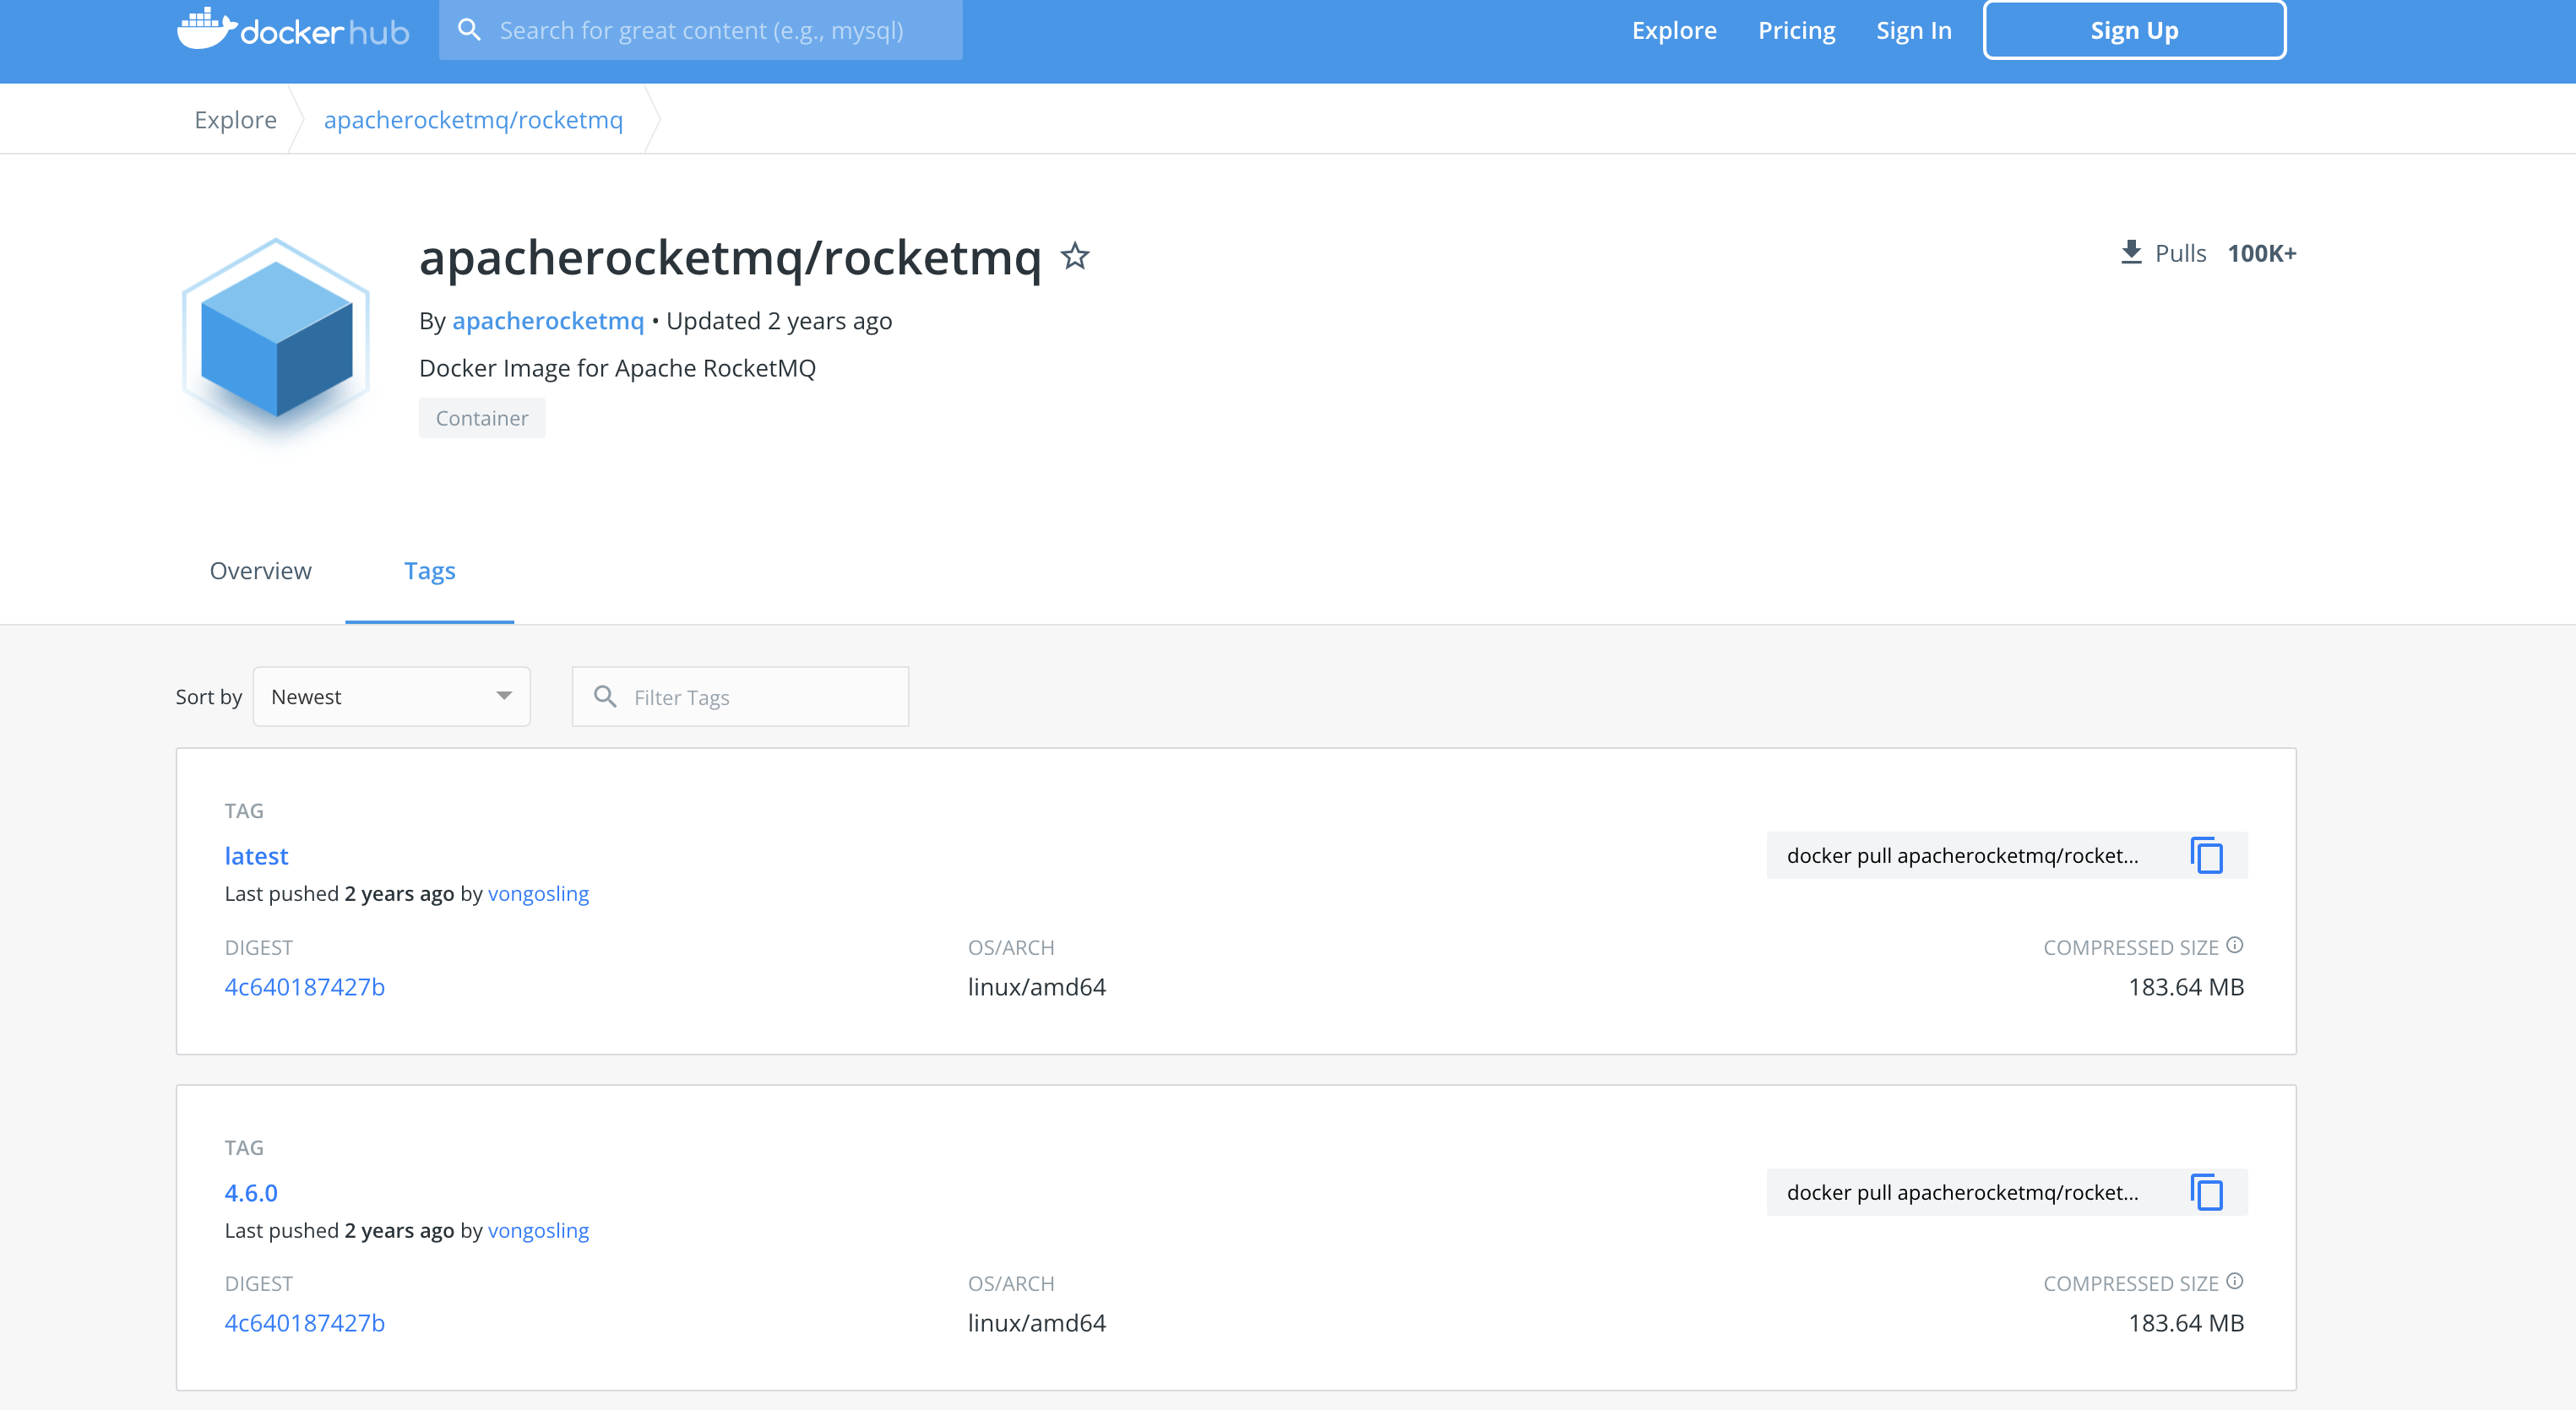 docker hub
Search for great content (e.g., mysql)
Explore
Pricing
Sign In
Sign Up
Explore
apacherocketmq/rocketmq
apacherocketmq/rocketmq
Pulls 100K+
By apacherocketmq • Updated 2 years ago
Docker Image for Apache RocketMQ
Container
Overview
Tags
Sort by
Newest
Filter Tags
TAG
latest
docker pull apacherocketmq/rocket...
Last pushed 2 years ago by vongosling
DIGEST
OS/ARCH
COMPRESSED SIZE
4c640187427b
linux/amd64
183.64 MB
TAG
4.6.0
docker pull apacherocketmq/rocket...
Last pushed 2 years ago by vongosling
DIGEST
OS/ARCH
COMPRESSED SIZE
4c640187427b
linux/amd64
183.64 MB